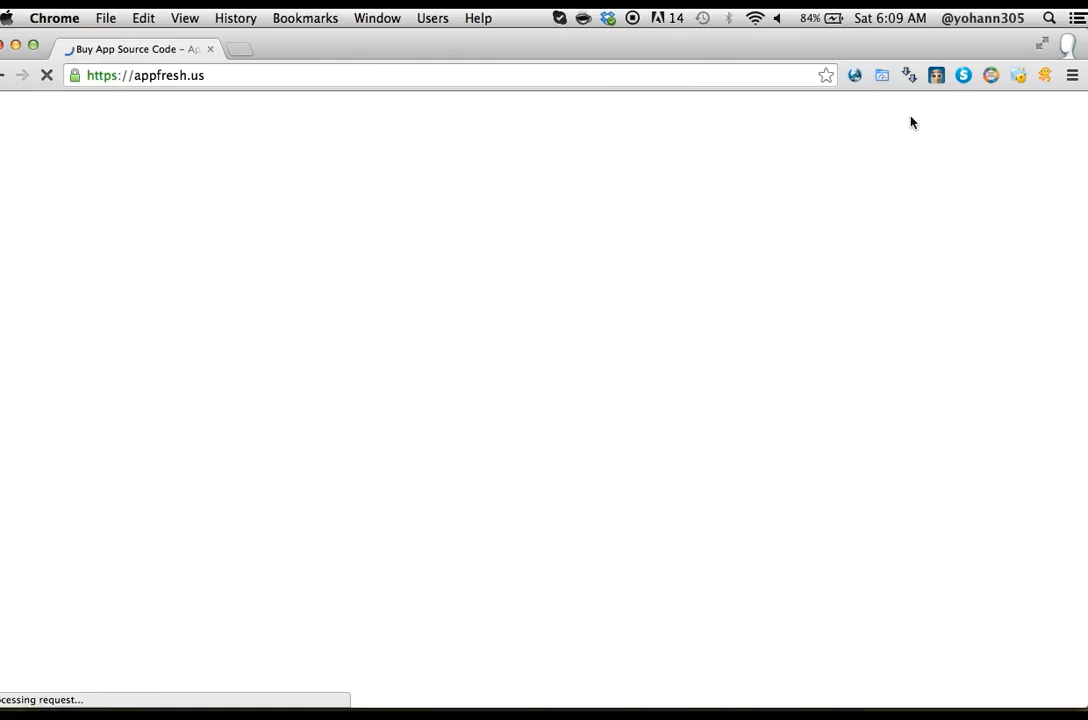 Chrome File Edit View History Bookmarks Window Users Help 14 84% Sat 6:09 AM @yohann305
Buy App Source Code – Ap
https://appfresh.us
ocessing request...